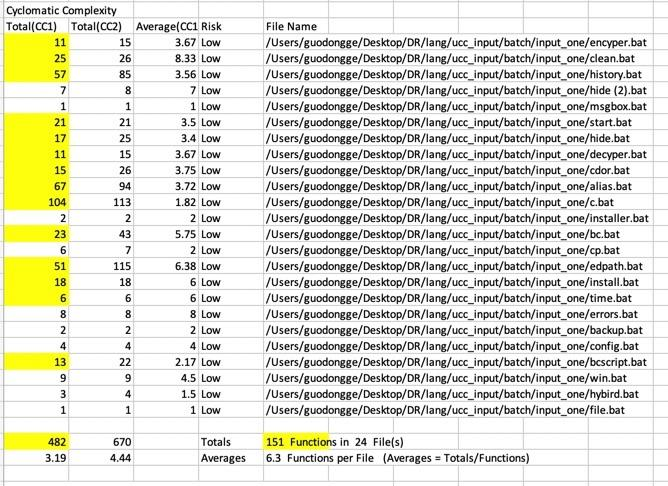 Cyclomatic Complexity
Total(CC1) Total(CC2) Average(CC1 Risk File Name
11 15 3.67 Low /Users/guodongge/Desktop/DR/lang/ucc_input/batch/input_one/encyper.bat
25 26 8.33 Low /Users/guodongge/Desktop/DR/lang/ucc_input/batch/input_one/clean.bat
57 85 3.56 Low /Users/guodongge/Desktop/DR/lang/ucc_input/batch/input_one/history.bat
7 8 7 Low /Users/guodongge/Desktop/DR/lang/ucc_input/batch/input_one/hide (2).bat
1 1 1 Low /Users/guodongge/Desktop/DR/lang/ucc_input/batch/input_one/msgbox.bat
21 21 3.5 Low /Users/guodongge/Desktop/DR/lang/ucc_input/batch/input_one/start.bat
17 25 3.4 Low /Users/guodongge/Desktop/DR/lang/ucc_input/batch/input_one/hide.bat
11 15 3.67 Low /Users/guodongge/Desktop/DR/lang/ucc_input/batch/input_one/decyper.bat
15 26 3.75 Low /Users/guodongge/Desktop/DR/lang/ucc_input/batch/input_one/cdor.bat
67 94 3.72 Low /Users/guodongge/Desktop/DR/lang/ucc_input/batch/input_one/alias.bat
104 113 1.82 Low /Users/guodongge/Desktop/DR/lang/ucc_input/batch/input_one/c.bat
2 2 2 Low /Users/guodongge/Desktop/DR/lang/ucc_input/batch/input_one/installer.bat
23 43 5.75 Low /Users/guodongge/Desktop/DR/lang/ucc_input/batch/input_one/bc.bat
6 7 2 Low /Users/guodongge/Desktop/DR/lang/ucc_input/batch/input_one/cp.bat
51 115 6.38 Low /Users/guodongge/Desktop/DR/lang/ucc_input/batch/input_one/edpath.bat
18 18 6 Low /Users/guodongge/Desktop/DR/lang/ucc_input/batch/input_one/install.bat
6 6 6 Low /Users/guodongge/Desktop/DR/lang/ucc_input/batch/input_one/time.bat
8 8 8 Low /Users/guodongge/Desktop/DR/lang/ucc_input/batch/input_one/errors.bat
2 2 2 Low /Users/guodongge/Desktop/DR/lang/ucc_input/batch/input_one/backup.bat
4 4 4 Low /Users/guodongge/Desktop/DR/lang/ucc_input/batch/input_one/config.bat
13 22 2.17 Low /Users/guodongge/Desktop/DR/lang/ucc_input/batch/input_one/bcscript.bat
9 9 4.5 Low /Users/guodongge/Desktop/DR/lang/ucc_input/batch/input_one/win.bat
3 4 1.5 Low /Users/guodongge/Desktop/DR/lang/ucc_input/batch/input_one/hybird.bat
1 1 1 Low /Users/guodongge/Desktop/DR/lang/ucc_input/batch/input_one/file.bat
482 670 Totals 151 Functions in 24 File(s)
3.19 4.44 Averages 6.3 Functions per File (Averages = Totals/Functions)